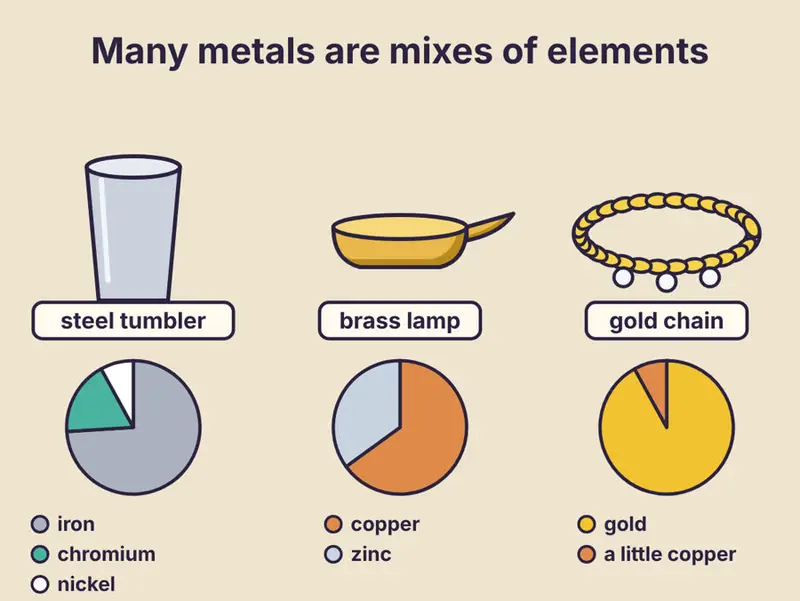 Many metals are mixes of elements
steel tumbler
brass lamp
gold chain
iron
chromium
nickel
copper
zinc
gold
a little copper